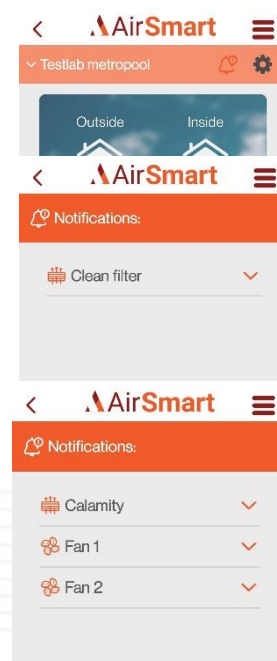 AirSmart
Testlab metropool
Outside Inside
AirSmart
Notifications:
Clean filter
AirSmart
Notifications:
Calamity
Fan 1
Fan 2